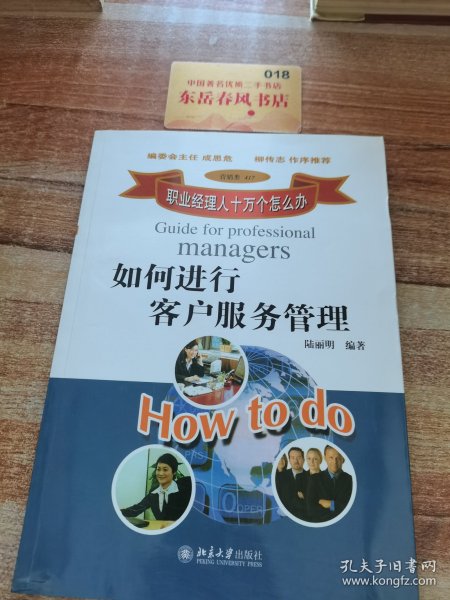 018
中国著名优质二手书店
东岳春风书店
编委会主任 成思危 柳传志 作序推荐
营销类 417
职业经理人十万个怎么办
Guide for professional
managers
如何进行
客户服务管理
陆丽明 编著
How to do
OPER
北京大学出版社
PEKING UNIVERSITY PRESS
孔夫子旧书网
www.kongfz.com